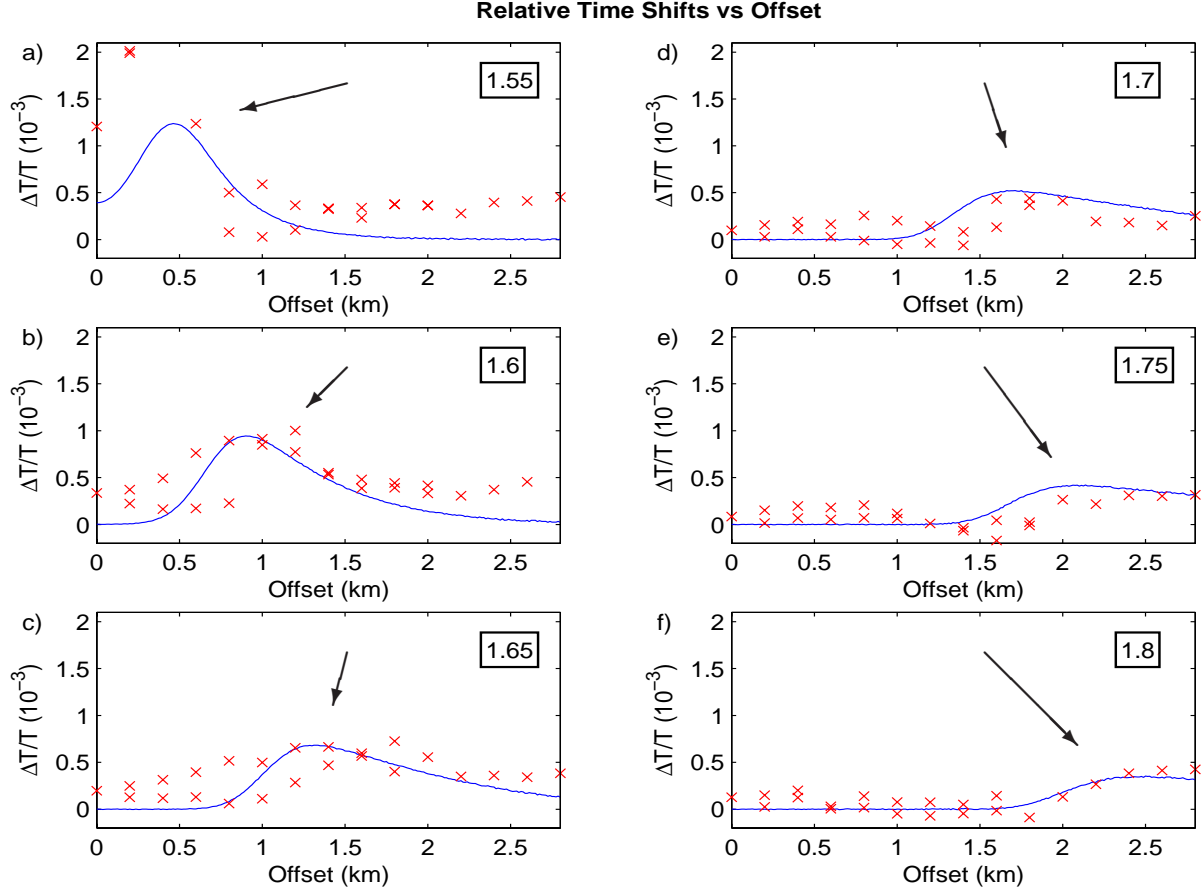 Relative Time Shifts vs Offset
a)
1.55
2
1.5
1
0.5
0
ΔT/T (10⁻³)
0 0.5 1 1.5 2 2.5
Offset (km)
b)
1.6
2
1.5
1
0.5
0
ΔT/T (10⁻³)
0 0.5 1 1.5 2 2.5
Offset (km)
c)
1.65
2
1.5
1
0.5
0
ΔT/T (10⁻³)
0 0.5 1 1.5 2 2.5
Offset (km)
d)
1.7
2
1.5
1
0.5
0
ΔT/T (10⁻³)
0 0.5 1 1.5 2 2.5
Offset (km)
e)
1.75
2
1.5
1
0.5
0
ΔT/T (10⁻³)
0 0.5 1 1.5 2 2.5
Offset (km)
f)
1.8
2
1.5
1
0.5
0
ΔT/T (10⁻³)
0 0.5 1 1.5 2 2.5
Offset (km)